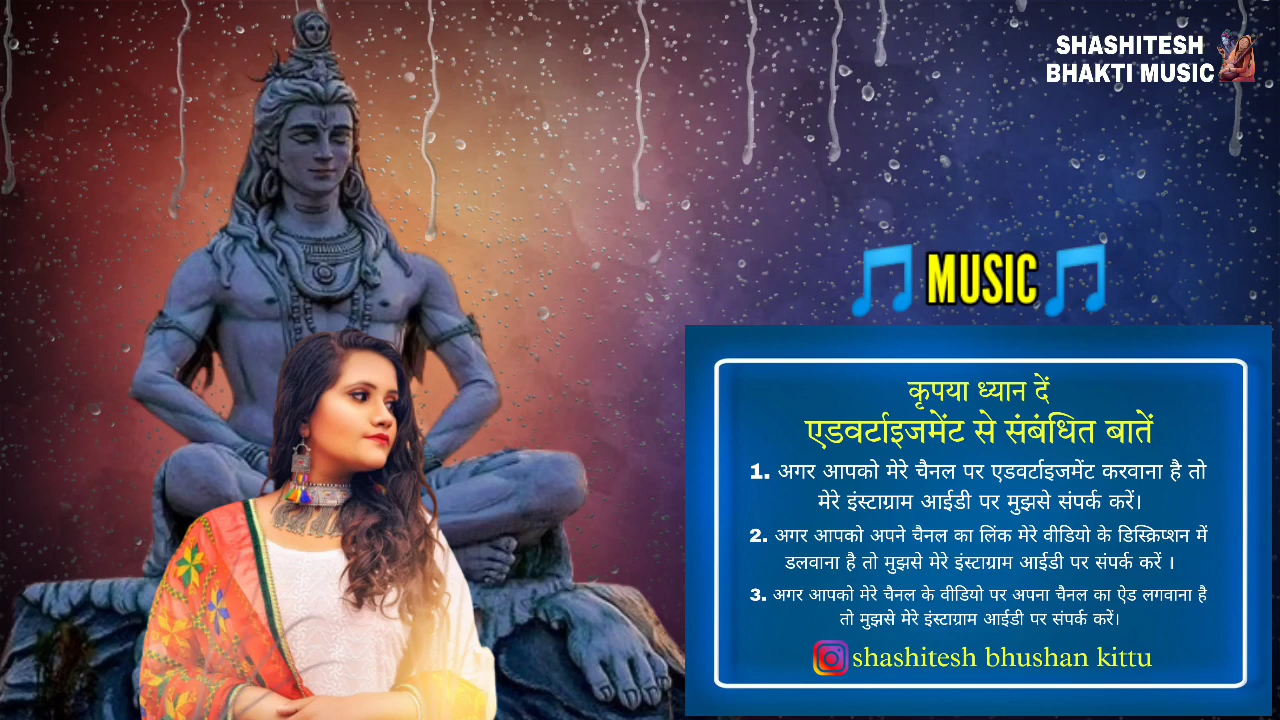 SHASHITESH
BHAKTI MUSIC
MUSIC
कृपया ध्यान दें
एडवर्टाइजमेंट से संबंधित बातें
1. अगर आपको मेरे चैनल पर एडवर्टाइजमेंट करवाना है तो
मेरे इंस्टाग्राम आईडी पर मुझसे संपर्क करें।
2. अगर आपको अपने चैनल का लिंक मेरे वीडियो के डिस्क्रिप्शन में
डलवाना है तो मुझसे मेरे इंस्टाग्राम आईडी पर संपर्क करें ।
3. अगर आपको मेरे चैनल के वीडियो पर अपना चैनल का ऐड लगवाना है
तो मुझसे मेरे इंस्टाग्राम आईडी पर संपर्क करें।
shashitesh bhushan kittu